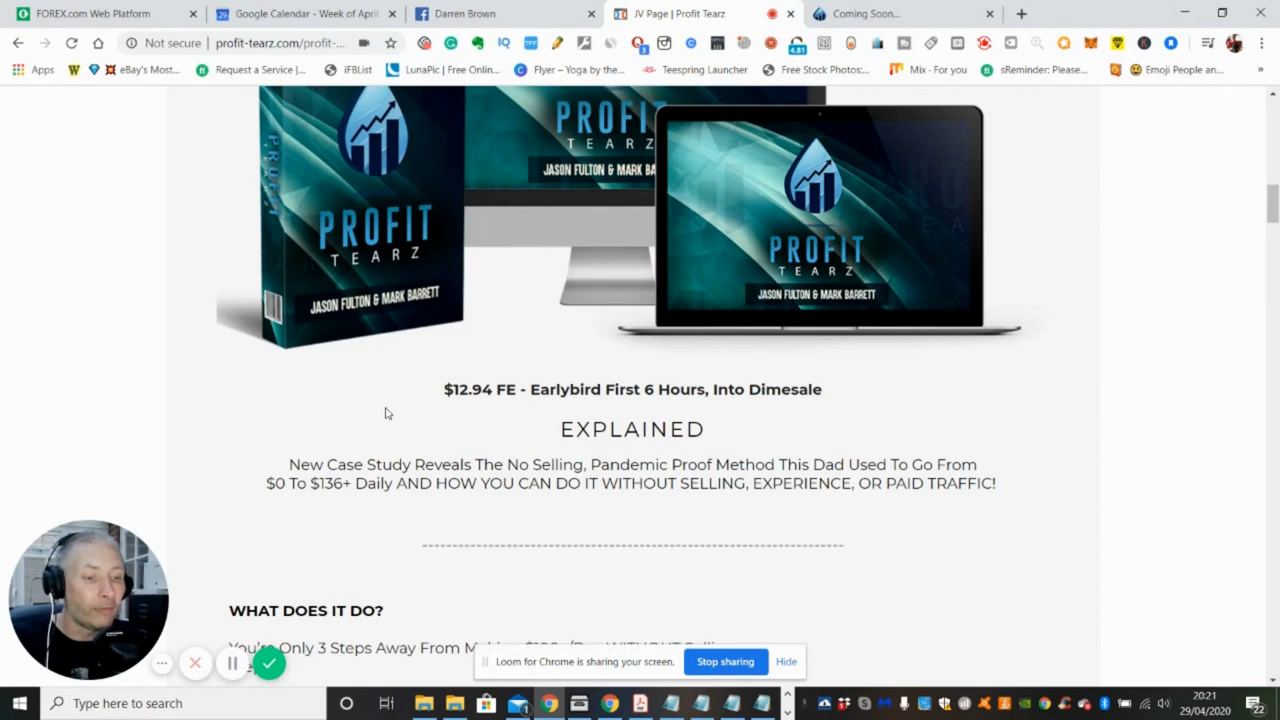 FOREX.com Web Platform
Google Calendar - Week of April
Darren Brown
JV Page | Profit Tearz
Coming Soon...
Not secure | profit-tearz.com/profit-...
Apps
eBay's Most...
Request a Service |...
iFBList
LunaPic | Free Onlin...
Flyer – Yoga by the...
Teespring Launcher
Free Stock Photos:...
Mix - For you
sReminder: Please...
Emoji People an...
PROFIT
TEARZ
JASON FULTON & MARK BARRETT
PROFI
TEARZ
JASON FULTON & MARK BA
PROFIT
TEARZ
JASON FULTON & MARK BARRETT
$12.94 FE - Earlybird First 6 Hours, Into Dimesale
EXPLAINED
New Case Study Reveals The No Selling, Pandemic Proof Method This Dad Used To Go From
$0 To $136+ Daily AND HOW YOU CAN DO IT WITHOUT SELLING, EXPERIENCE, OR PAID TRAFFIC!
WHAT DOES IT DO?
You're Only 3 Steps Away From
Loom for Chrome is sharing your screen.
Stop sharing
Hide
Type here to search
20:21
29/04/2020
22